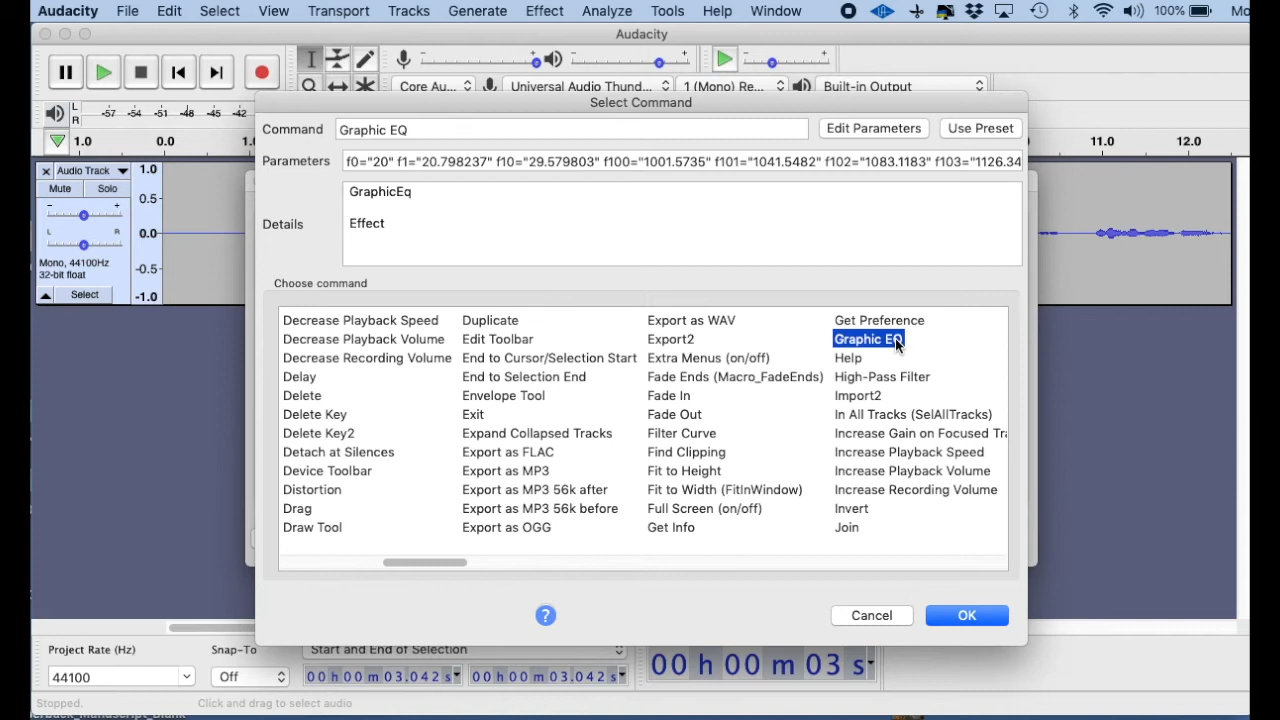 Audacity File Edit Select View Transport Tracks Generate Effect Analyze Tools Help Window 100% Mo
Audacity
Core Au... Universal Audio Thund... 1 (Mono) Re... Built-in Output
L R -57 -54 -51 -48 -45 -42
1.0 0.0 1.0 11.0 12.0
Select Command
Command Graphic EQ Edit Parameters Use Preset
Parameters f0="20" f1="20.798237" f10="29.579803" f100="1001.5735" f101="1041.5482" f102="1083.1183" f103="1126.34
Details GraphicEq
Effect
Audio Track 1.0
Mute Solo
0.5
- +
L R 0.0
Mono, 44100Hz
32-bit float
-0.5
Select -1.0
Choose command
Decrease Playback Speed Duplicate Export as WAV Get Preference
Decrease Playback Volume Edit Toolbar Export2 Graphic EQ
Decrease Recording Volume End to Cursor/Selection Start Extra Menus (on/off) Help
Delay End to Selection End Fade Ends (Macro_FadeEnds) High-Pass Filter
Delete Envelope Tool Fade In Import2
Delete Key Exit Fade Out In All Tracks (SelAllTracks)
Delete Key2 Expand Collapsed Tracks Filter Curve Increase Gain on Focused Tra
Detach at Silences Export as FLAC Find Clipping Increase Playback Speed
Device Toolbar Export as MP3 Fit to Height Increase Playback Volume
Distortion Export as MP3 56k after Fit to Width (FitInWindow) Increase Recording Volume
Drag Export as MP3 56k before Full Screen (on/off) Invert
Draw Tool Export as OGG Get Info Join
? Cancel OK
Project Rate (Hz) Snap-To Start and End of Selection
44100 Off 00 h 00 m 03.042 s 00 h 00 m 03.042 s 00 h 00 m 03 s
Stopped. Click and drag to select audio